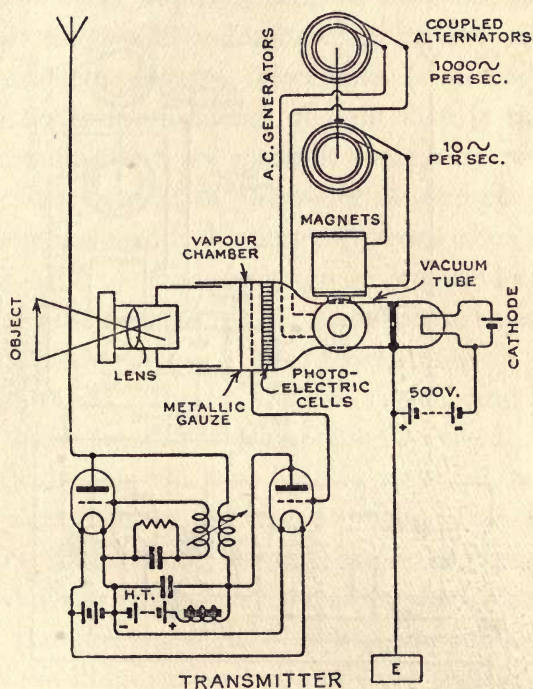 COUPLED
ALTERNATORS
1000~
PER SEC.
A.C. GENERATORS
10~
PER SEC.
MAGNETS
VAPOUR
CHAMBER
VACUUM
TUBE
OBJECT
LENS
CATHODE
PHOTO-
ELECTRIC
CELLS
METALLIC
GAUZE
500V.
+ -
H.T.
- +
E
TRANSMITTER